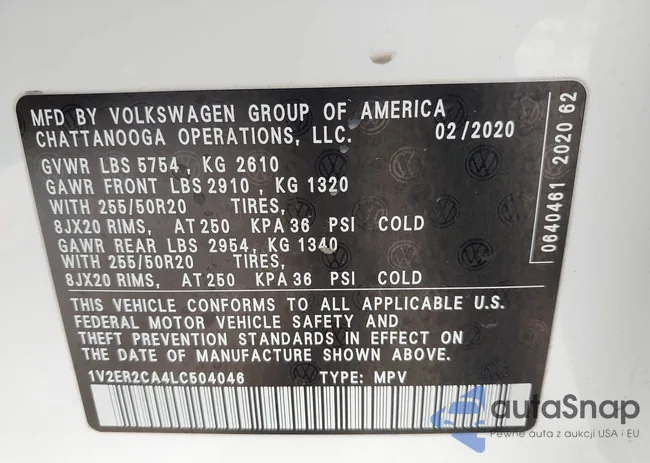 MFD BY VOLKSWAGEN GROUP OF AMERICA
CHATTANOOGA OPERATIONS, LLC. 02/2020
GVWR LBS 5754 , KG 2610
GAWR FRONT LBS 2910 , KG 1320
WITH 255/50R20 TIRES,
8JX20 RIMS, AT 250 KPA 36 PSI COLD
GAWR REAR LBS 2954 , KG 1340
WITH 255/50R20 TIRES,
8JX20 RIMS, AT 250 KPA 36 PSI COLD
THIS VEHICLE CONFORMS TO ALL APPLICABLE U.S.
FEDERAL MOTOR VEHICLE SAFETY AND
THEFT PREVENTION STANDARDS IN EFFECT ON
THE DATE OF MANUFACTURE SHOWN ABOVE.
1V2ER2CA4LC504046 TYPE: MPV
0640461 2020 62
autoSnap
Pewne auta z aukcji USA i EU